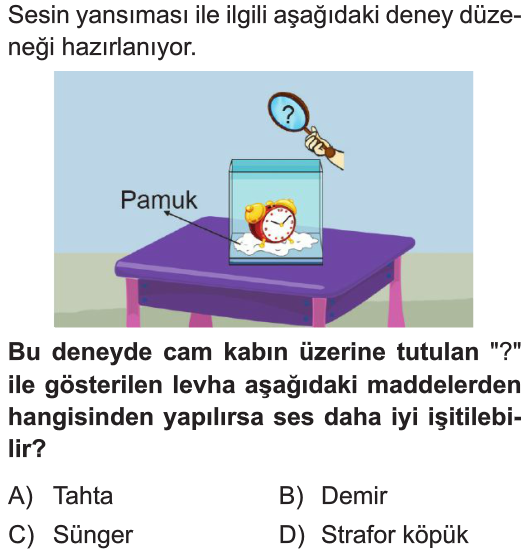 Sesin yansıması ile ilgili aşağıdaki deney düze-
neği hazırlanıyor.
?
Pamuk
Bu deneyde cam kabın üzerine tutulan "?"
ile gösterilen levha aşağıdaki maddelerden
hangisinden yapılırsa ses daha iyi işitilebi-
lir?
A) Tahta B) Demir
C) Sünger D) Strafor köpük